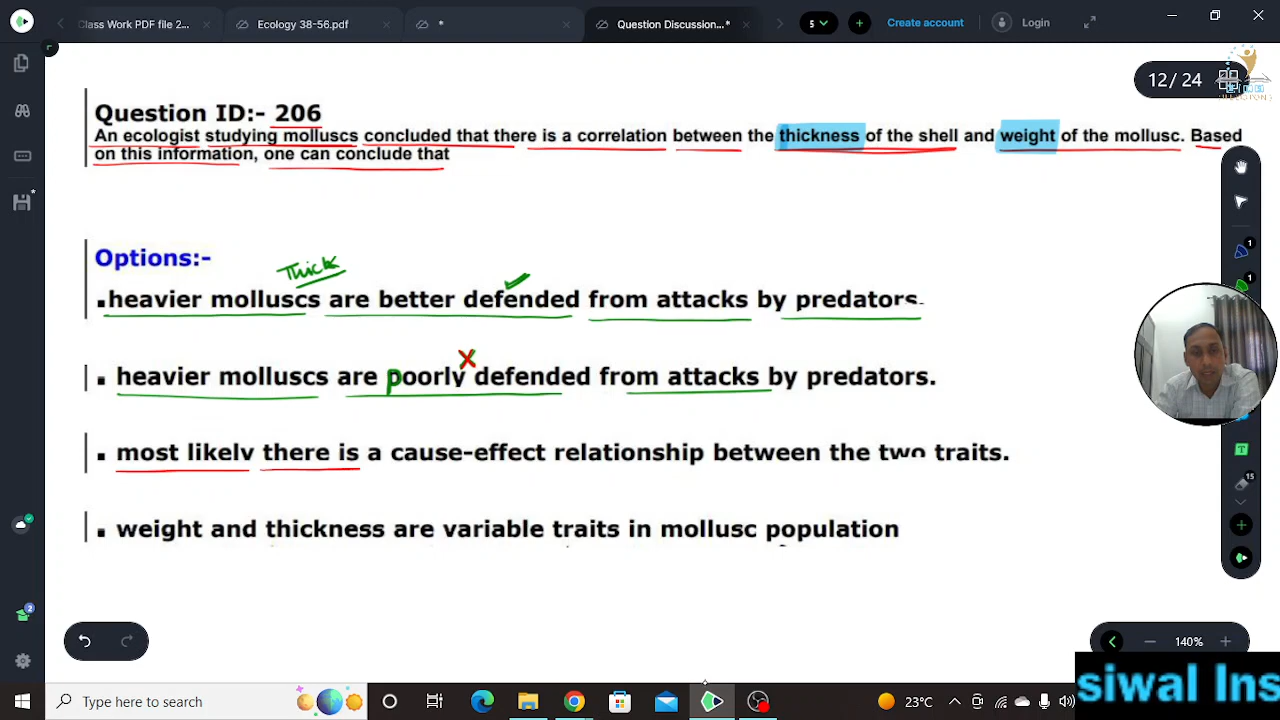 Class Work PDF file 2...
Ecology 38-56.pdf
*
Question Discussion...*
5
Create account
Login
12 / 24
Question ID:- 206
An ecologist studying molluscs concluded that there is a correlation between the thickness of the shell and weight of the mollusc. Based
on this information, one can conclude that
Options:-
Thick
heavier molluscs are better defended from attacks by predators.
heavier molluscs are poorly defended from attacks by predators.
most likely there is a cause-effect relationship between the two traits.
weight and thickness are variable traits in mollusc population
1
1
15
2
140%
siwal Ins
Type here to search
23°C